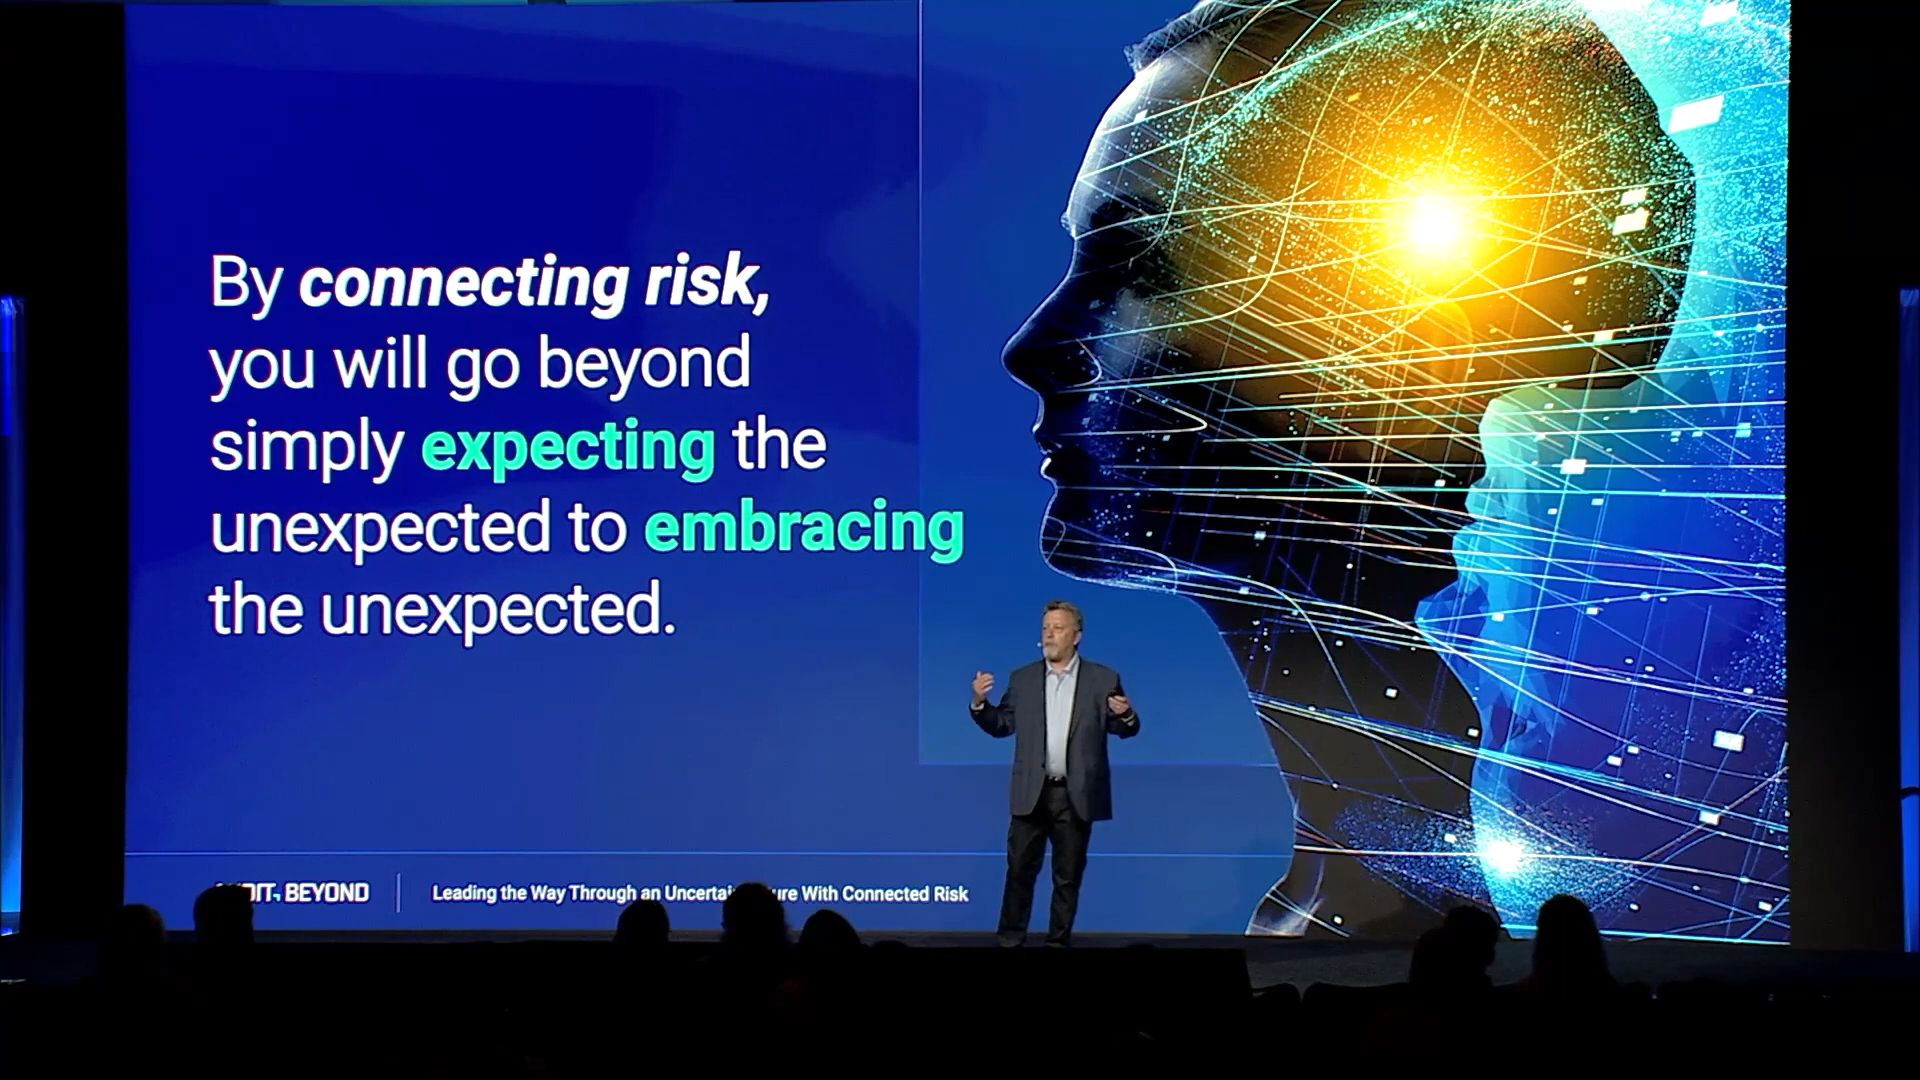 By connecting risk,
you will go beyond
simply expecting the
unexpected to embracing
the unexpected.
BEYOND
Leading the Way Through an With Connected Risk